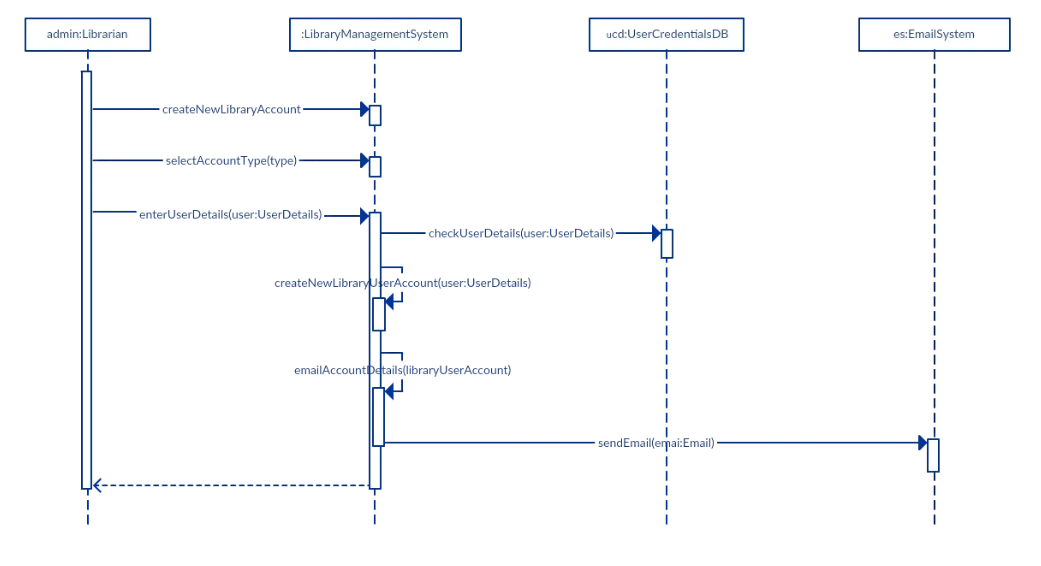 admin:Librarian
:LibraryManagementSystem
ucd:UserCredentialsDB
es:EmailSystem
createNewLibraryAccount
selectAccountType(type)
enterUserDetails(user:UserDetails)
checkUserDetails(user:UserDetails)
createNewLibraryUserAccount(user:UserDetails)
emailAccountDetails(libraryUserAccount)
sendEmail(emai:Email)